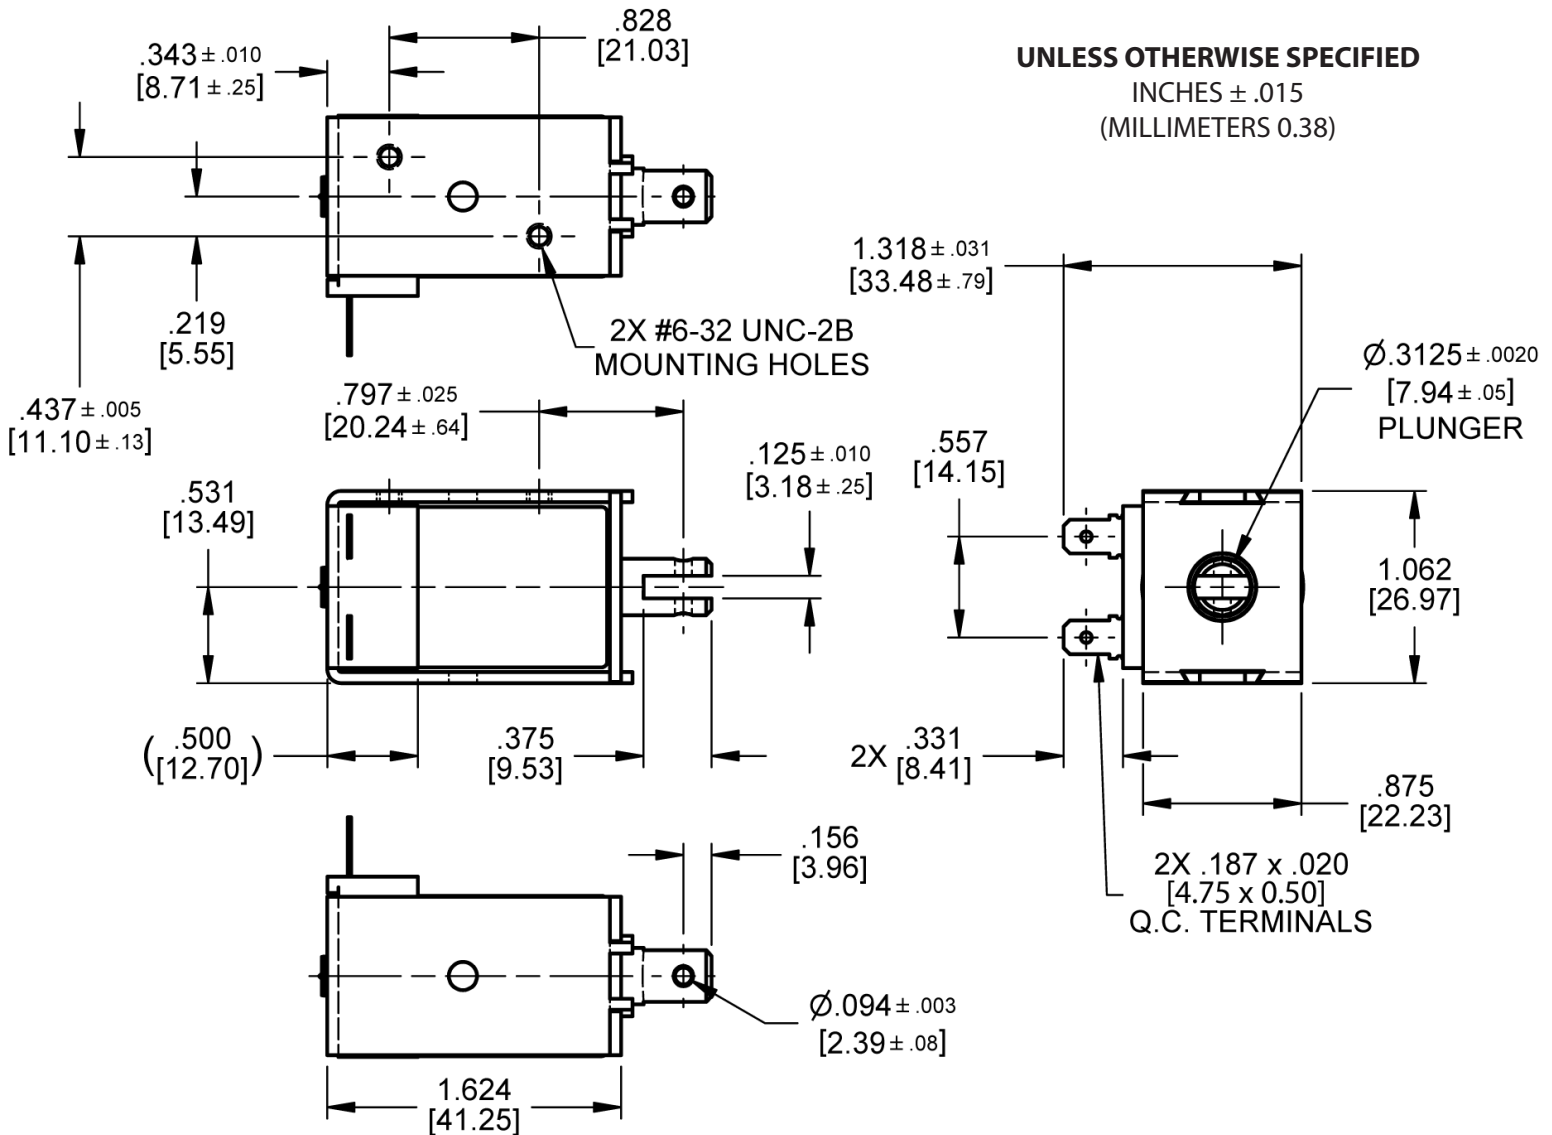 .828
[21.03]
.343 ± .010
[8.71 ± .25]
UNLESS OTHERWISE SPECIFIED
INCHES ± .015
(MILLIMETERS 0.38)
.219
[5.55]
2X #6-32 UNC-2B
MOUNTING HOLES
.437 ± .005
[11.10 ± .13]
.797 ± .025
[20.24 ± .64]
1.318 ± .031
[33.48 ± .79]
Ø.3125 ± .0020
[7.94 ± .05]
PLUNGER
.125 ± .010
[3.18 ± .25]
.557
[14.15]
.531
[13.49]
1.062
[26.97]
(.500
[12.70])
.375
[9.53]
2X .331
[8.41]
.875
[22.23]
.156
[3.96]
2X .187 x .020
[4.75 x 0.50]
Q.C. TERMINALS
Ø.094 ± .003
[2.39 ± .08]
1.624
[41.25]